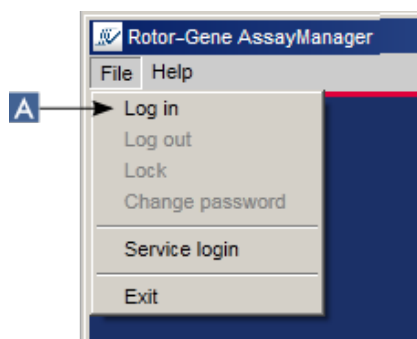 Rotor-Gene AssayManager
File Help
A Log in
Log out
Lock
Change password
Service login
Exit